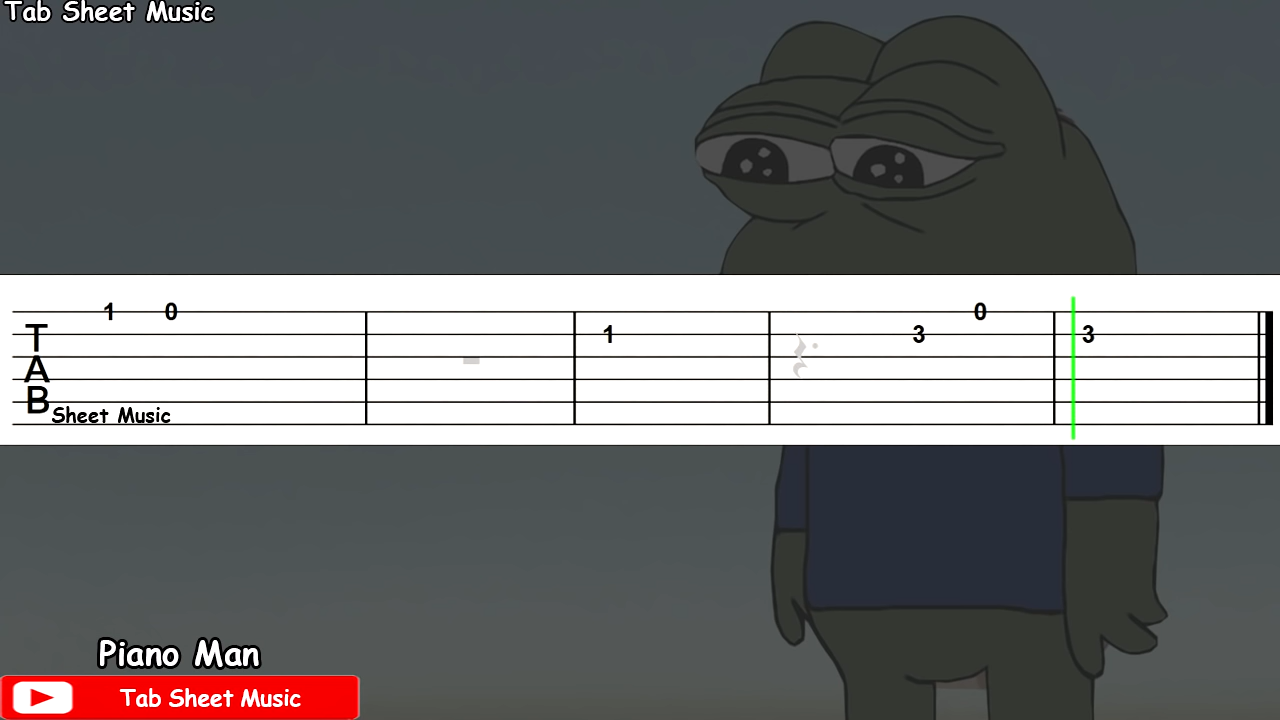 Tab Sheet Music
1 0 0
T 1 3 3
A
B
Sheet Music
Piano Man
Tab Sheet Music